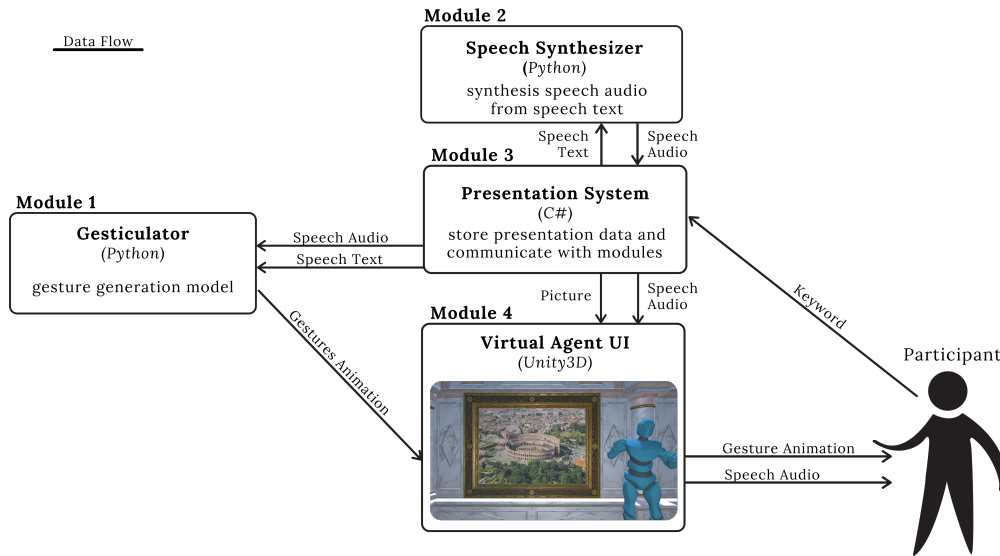 Module 2
Data Flow
Speech Synthesizer
(Python)
synthesis speech audio
from speech text
Speech
Text
Speech
Audio
Module 3
Presentation System
(C#)
store presentation data and
communicate with modules
Module 1
Gesticulator
(Python)
gesture generation model
Speech Audio
Speech Text
Picture
Speech
Audio
Keyword
Gestures Animation
Module 4
Virtual Agent UI
(Unity3D)
Participant
Gesture Animation
Speech Audio